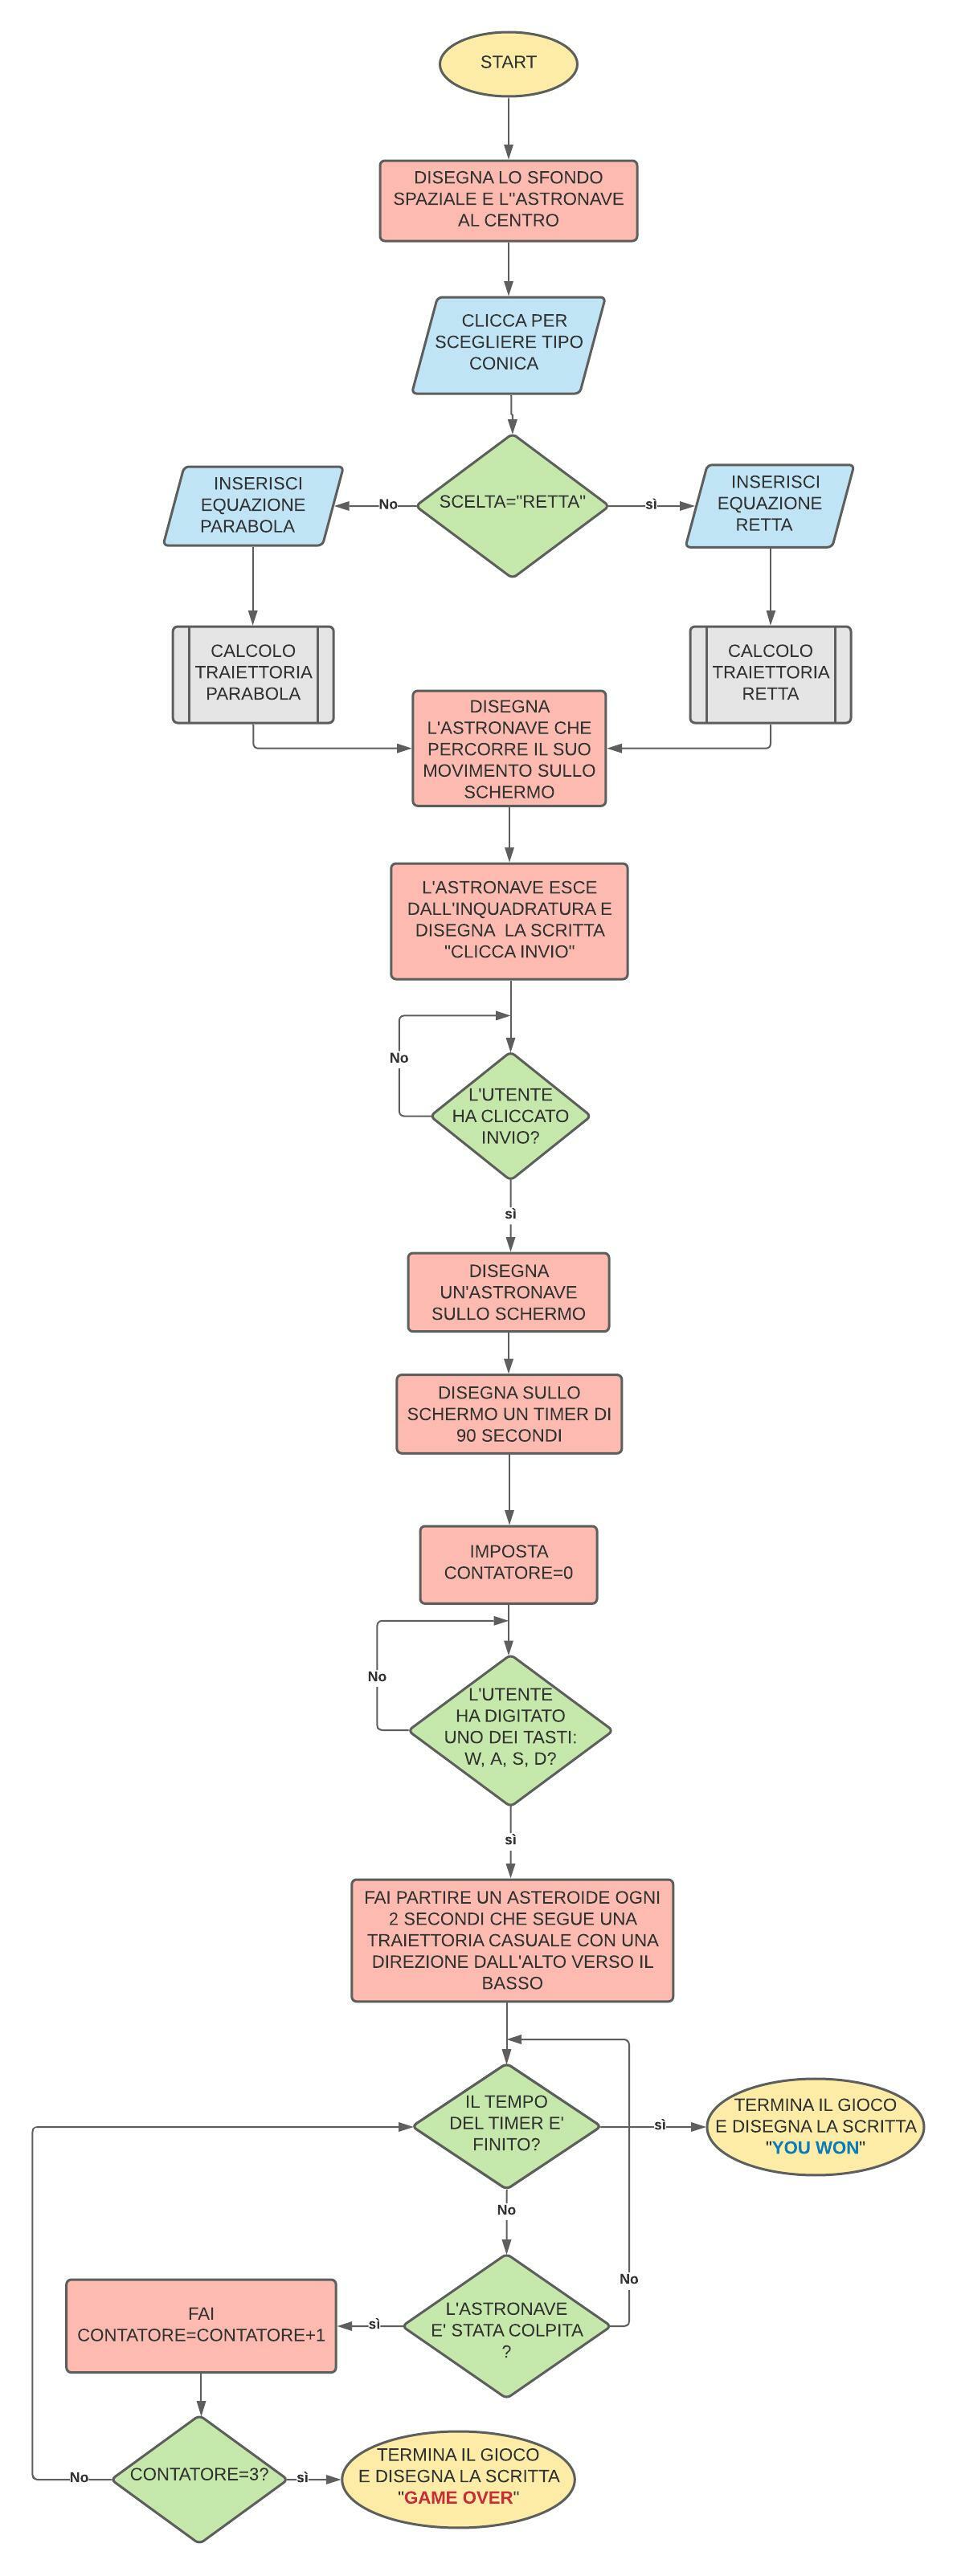 START
DISEGNA LO SFONDO
SPAZIALE E L"ASTRONAVE
AL CENTRO
CLICCA PER
SCEGLIERE TIPO
CONICA
SCELTA="RETTA"
No
sì
INSERISCI
EQUAZIONE
PARABOLA
INSERISCI
EQUAZIONE
RETTA
CALCOLO
TRAIETTORIA
PARABOLA
CALCOLO
TRAIETTORIA
RETTA
DISEGNA
L'ASTRONAVE CHE
PERCORRE IL SUO
MOVIMENTO SULLO
SCHERMO
L'ASTRONAVE ESCE
DALL'INQUADRATURA E
DISEGNA LA SCRITTA
"CLICCA INVIO"
No
L'UTENTE
HA CLICCATO
INVIO?
sì
DISEGNA
UN'ASTRONAVE
SULLO SCHERMO
DISEGNA SULLO
SCHERMO UN TIMER DI
90 SECONDI
IMPOSTA
CONTATORE=0
No
L'UTENTE
HA DIGITATO
UNO DEI TASTI:
W, A, S, D?
sì
FAI PARTIRE UN ASTEROIDE OGNI
2 SECONDI CHE SEGUE UNA
TRAIETTORIA CASUALE CON UNA
DIREZIONE DALL'ALTO VERSO IL
BASSO
IL TEMPO
DEL TIMER E'
FINITO?
sì
TERMINA IL GIOCO
E DISEGNA LA SCRITTA
"YOU WON"
No
No
L'ASTRONAVE
E' STATA COLPITA
?
sì
FAI
CONTATORE=CONTATORE+1
CONTATORE=3?
No
sì
TERMINA IL GIOCO
E DISEGNA LA SCRITTA
"GAME OVER"